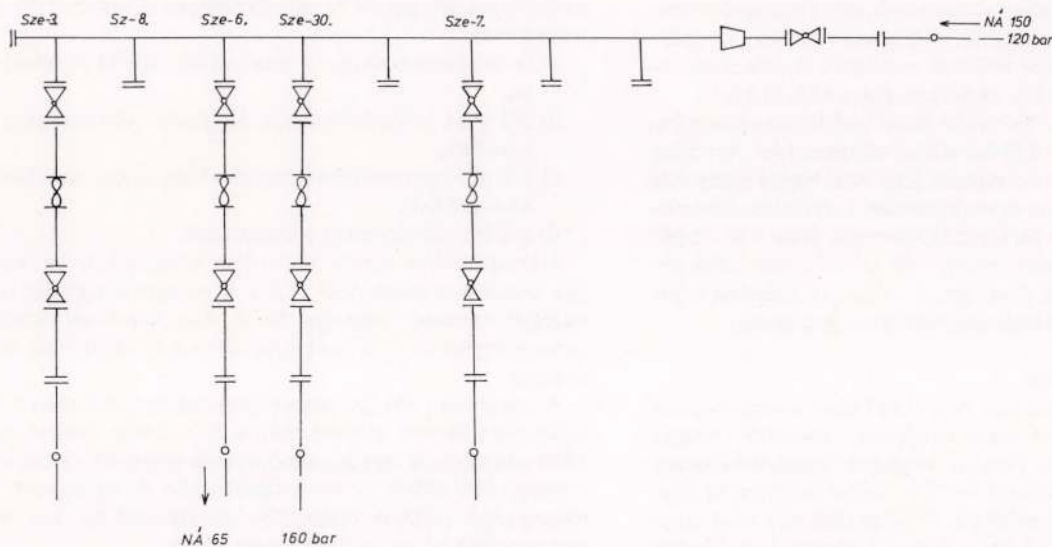 Sze-3. Sz-8. Sze-6. Sze-30. Sze-7. NÁ 150
120 bar
NÁ 65 160 bar